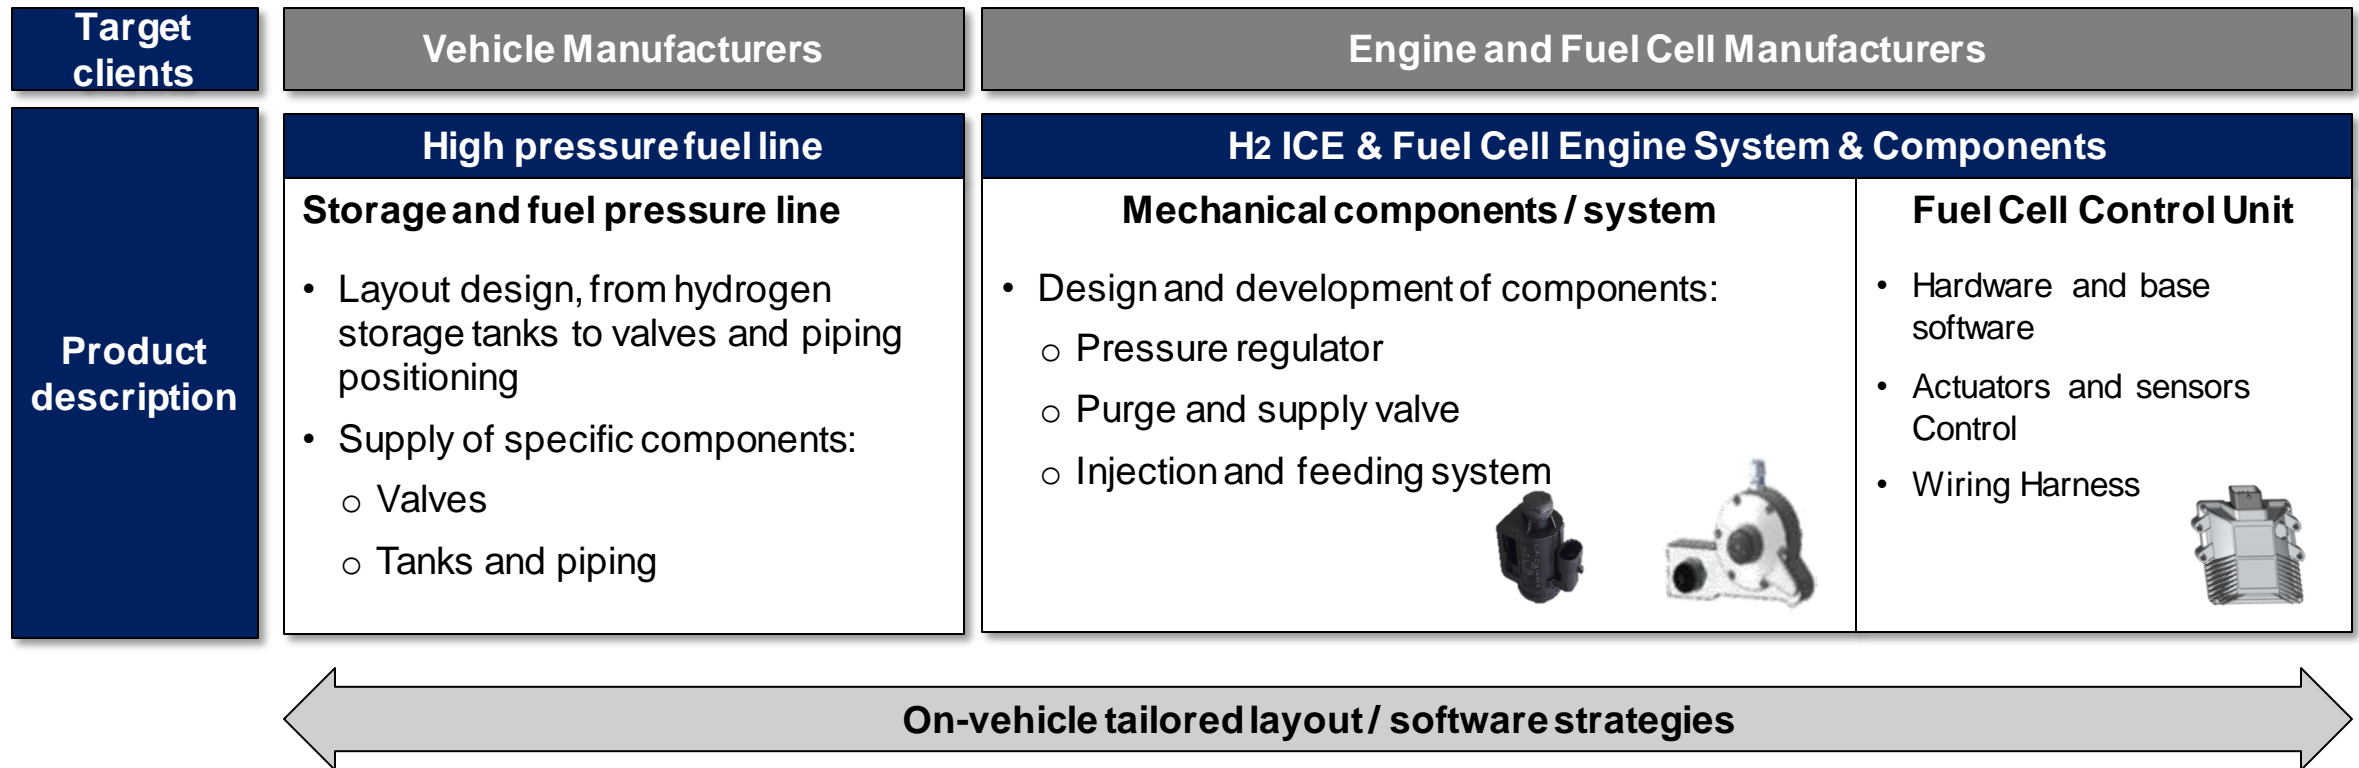 Target
clients
Vehicle Manufacturers
Engine and Fuel Cell Manufacturers
Product
description
High pressure fuel line
Storage and fuel pressure line
• Layout design, from hydrogen
storage tanks to valves and piping
positioning
• Supply of specific components:
o Valves
o Tanks and piping
H2 ICE & Fuel Cell Engine System & Components
Mechanical components / system
• Design and development of components:
o Pressure regulator
o Purge and supply valve
o Injection and feeding system
Fuel Cell Control Unit
• Hardware and base
software
• Actuators and sensors
Control
• Wiring Harness
On-vehicle tailored layout / software strategies